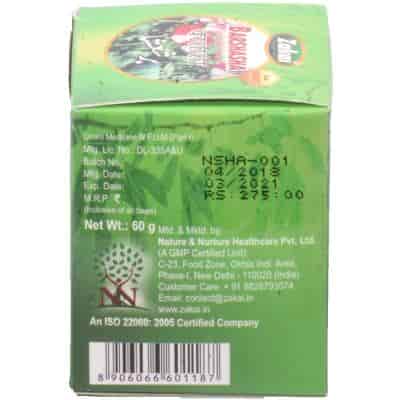 Zakai
BARSHASHA
Unani Medicine N.F.U.M (Part-I)
Mfg. Lic. No.: DL-335A&U
Batch No.: NSHA-001
Mfg. Date: 04/2018
Exp. Date: 03/2021
M.R.P. ₹ RS.275.00
(Inclusive of all taxes)
Net Wt.: 60 g Mfd. & Mktd. by
Nature & Nurture Healthcare Pvt. Ltd.
(A GMP Certified Unit)
C-23, Food Zone, Okhla Indl. Area,
Phase-I, New Delhi - 110020 (India)
Customer Care: + 91
Email: contact@zakai.in
www.zakai.in
NN
An ISO 22000: 2005 Certified Company
8 906066 601187